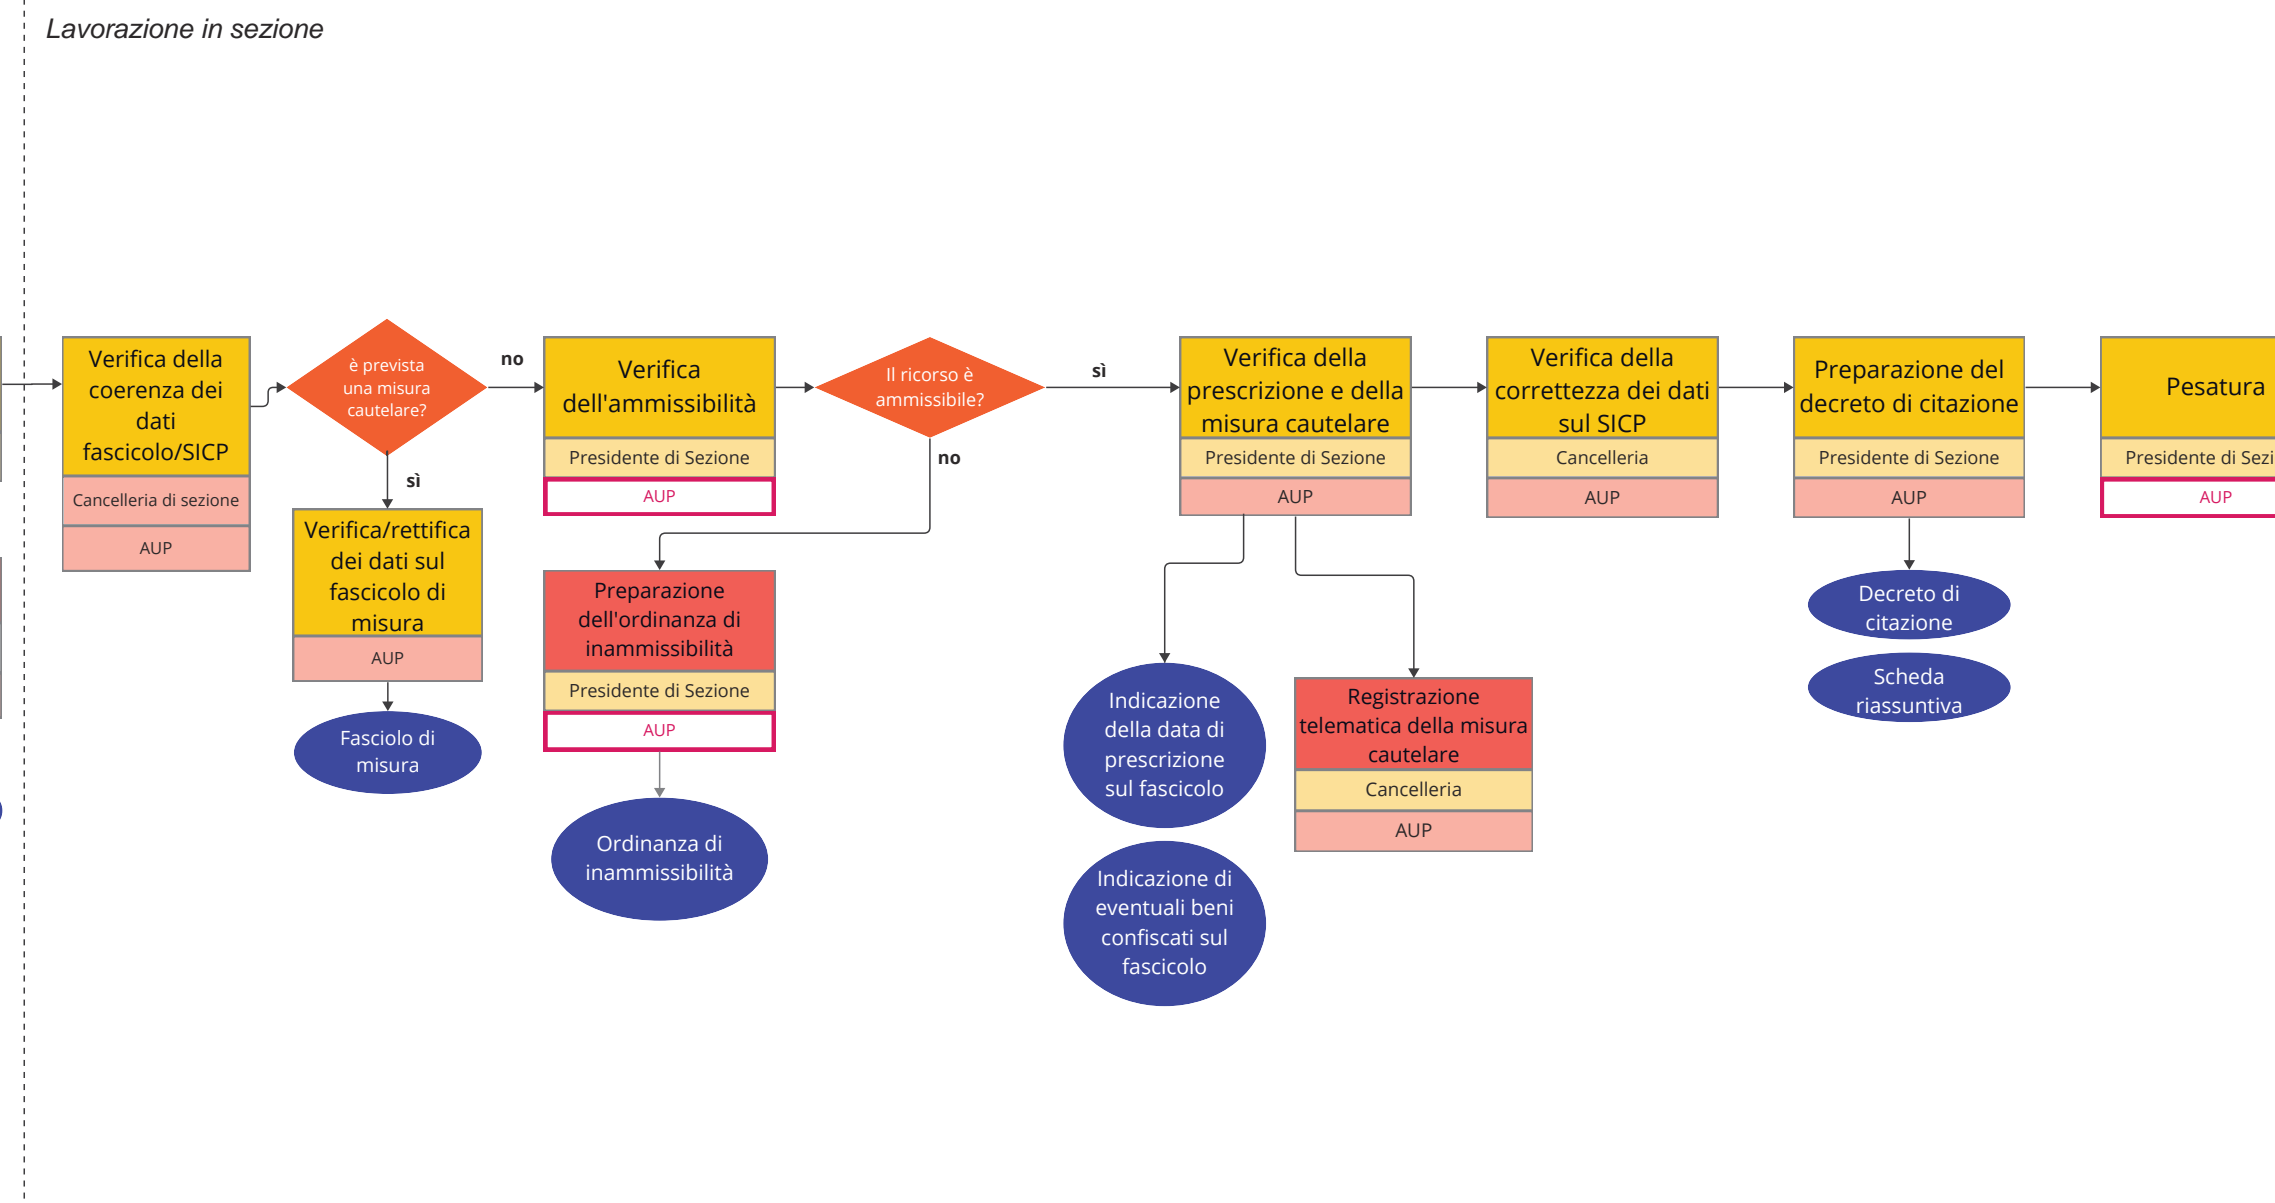 Lavorazione in sezione
Verifica della
coerenza dei
dati
fascicolo/SICP
Cancelleria di sezione
AUP
è prevista
una misura
cautelare?
no
sì
Verifica/rettifica
dei dati sul
fascicolo di
misura
AUP
Fasciolo di
misura
Verifica
dell'ammissibilità
Presidente di Sezione
AUP
Il ricorso è
ammissibile?
sì
no
Preparazione
dell'ordinanza di
inammissibilità
Presidente di Sezione
AUP
Ordinanza di
inammissibilità
Verifica della
prescrizione e della
misura cautelare
Presidente di Sezione
AUP
Indicazione
della data di
prescrizione
sul fascicolo
Indicazione di
eventuali beni
confiscati sul
fascicolo
Registrazione
telematica della misura
cautelare
Cancelleria
AUP
Verifica della
correttezza dei dati
sul SICP
Cancelleria
AUP
Preparazione del
decreto di citazione
Presidente di Sezione
AUP
Decreto di
citazione
Scheda
riassuntiva
Pesatura
Presidente di Sezi
AUP